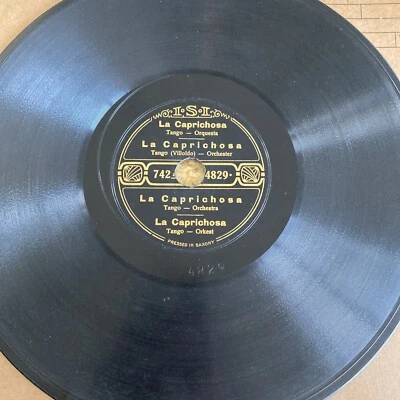 I·S·I
La Caprichosa
Tango — Orquesta
La Caprichosa
Tango (Villoldo) — Orchester
742 4829·
La Caprichosa
Tango — Orchestra
La Caprichosa
Tango — Orkest
PRESSED IN SAXONY
4829